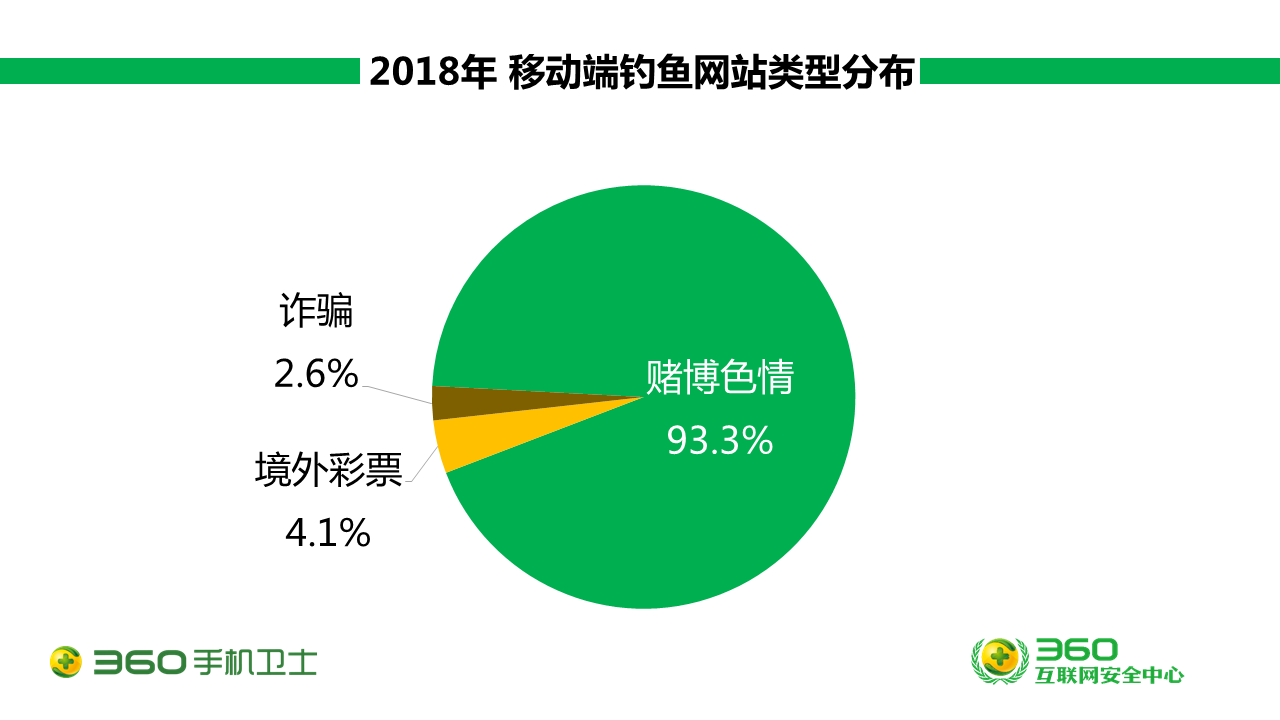 2018年 移动端钓鱼网站类型分布
诈骗
2.6%
赌博色情
93.3%
境外彩票
4.1%
360手机卫士
360
互联网安全中心